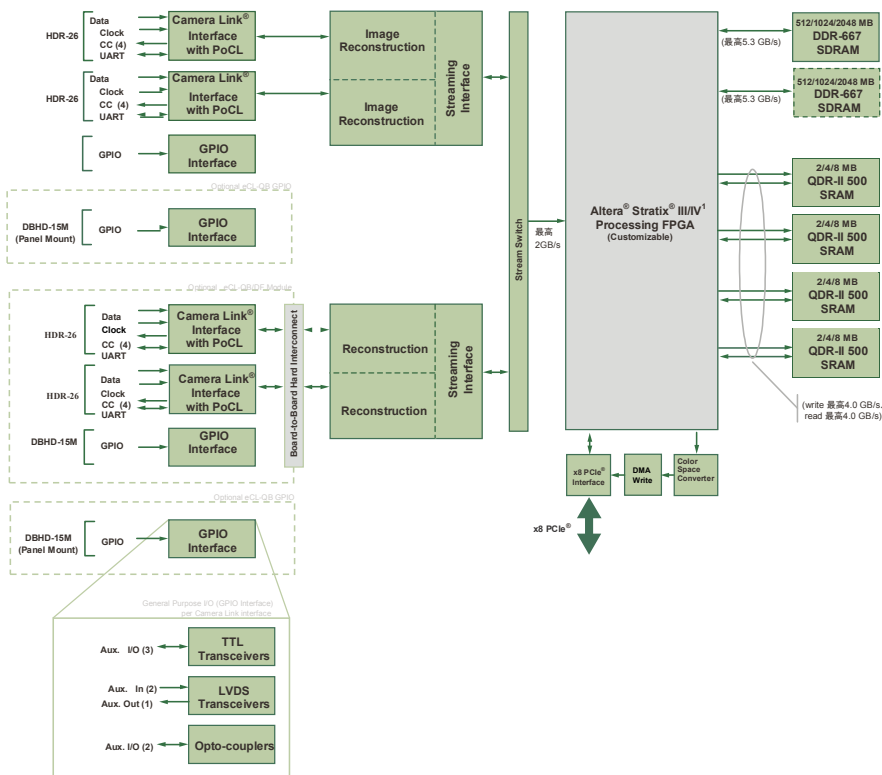 HDR-26
Data
Clock
CC (4)
UART
Camera Link®
Interface
with PoCL
HDR-26
Data
Clock
CC (4)
UART
Camera Link®
Interface
with PoCL
GPIO
GPIO
Interface
Image
Reconstruction
Image
Reconstruction
Streaming
Interface
Optional eCL-QB GPIO
DBHD-15M
(Panel Mount)
GPIO
GPIO
Interface
Stream Switch
最高
2GB/s
Altera® Stratix® III/IV¹
Processing FPGA
(Customizable)
(最高5.3 GB/s)
512/1024/2048 MB
DDR-667
SDRAM
(最高5.3 GB/s)
512/1024/2048 MB
DDR-667
SDRAM
2/4/8 MB
QDR-II 500
SRAM
2/4/8 MB
QDR-II 500
SRAM
2/4/8 MB
QDR-II 500
SRAM
2/4/8 MB
QDR-II 500
SRAM
(write 最高4.0 GB/s.
read 最高4.0 GB/s)
Optional eCL-QB/DF Module
HDR-26
Data
Clock
CC (4)
UART
Camera Link®
Interface
with PoCL
HDR-26
Data
Clock
CC (4)
UART
Camera Link®
Interface
with PoCL
DBHD-15M
GPIO
GPIO
Interface
Board-to-Board Hard Interconnect
Reconstruction
Reconstruction
Streaming
Interface
x8 PCIe®
Interface
DMA
Write
Color
Space
Converter
x8 PCIe®
Optional eCL-QB GPIO
DBHD-15M
(Panel Mount)
GPIO
GPIO
Interface
General Purpose I/O (GPIO Interface)
per Camera Link interface
Aux. I/O (3)
TTL
Transceivers
Aux. In (2)
Aux. Out (1)
LVDS
Transceivers
Aux. I/O (2)
Opto-couplers